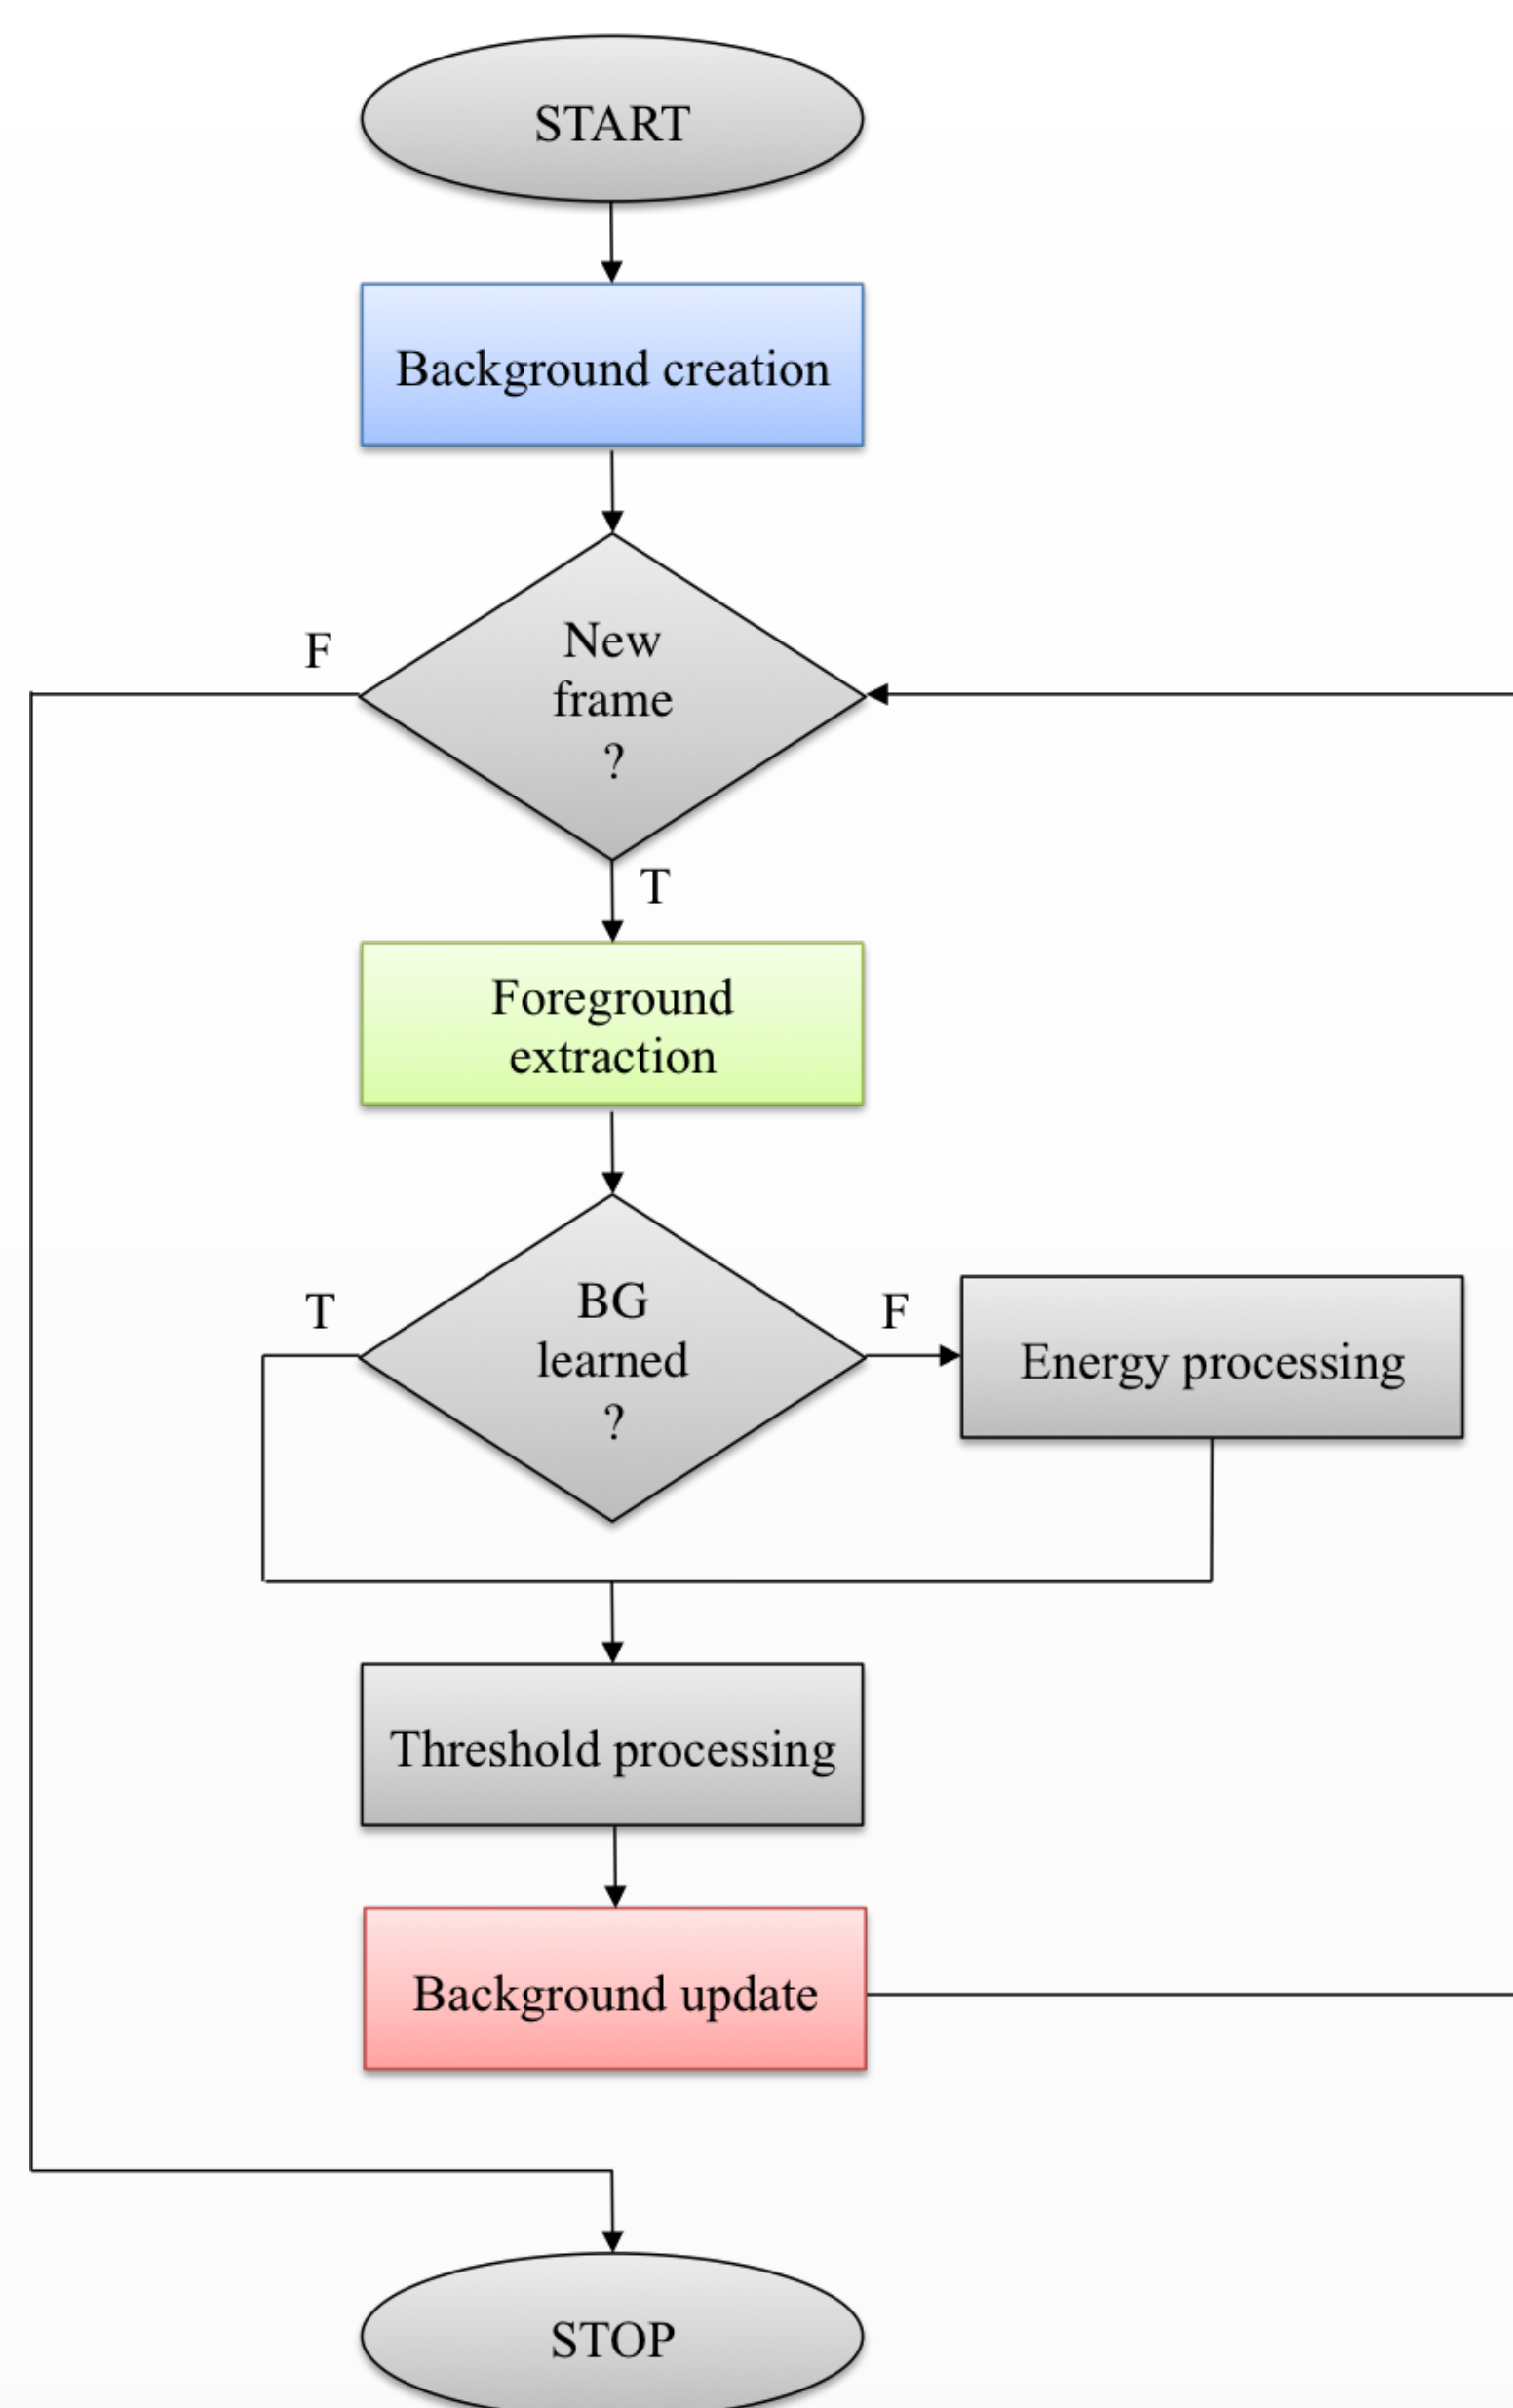 START
Background creation
New
frame
?
F
T
Foreground
extraction
BG
learned
?
T
F
Energy processing
Threshold processing
Background update
STOP